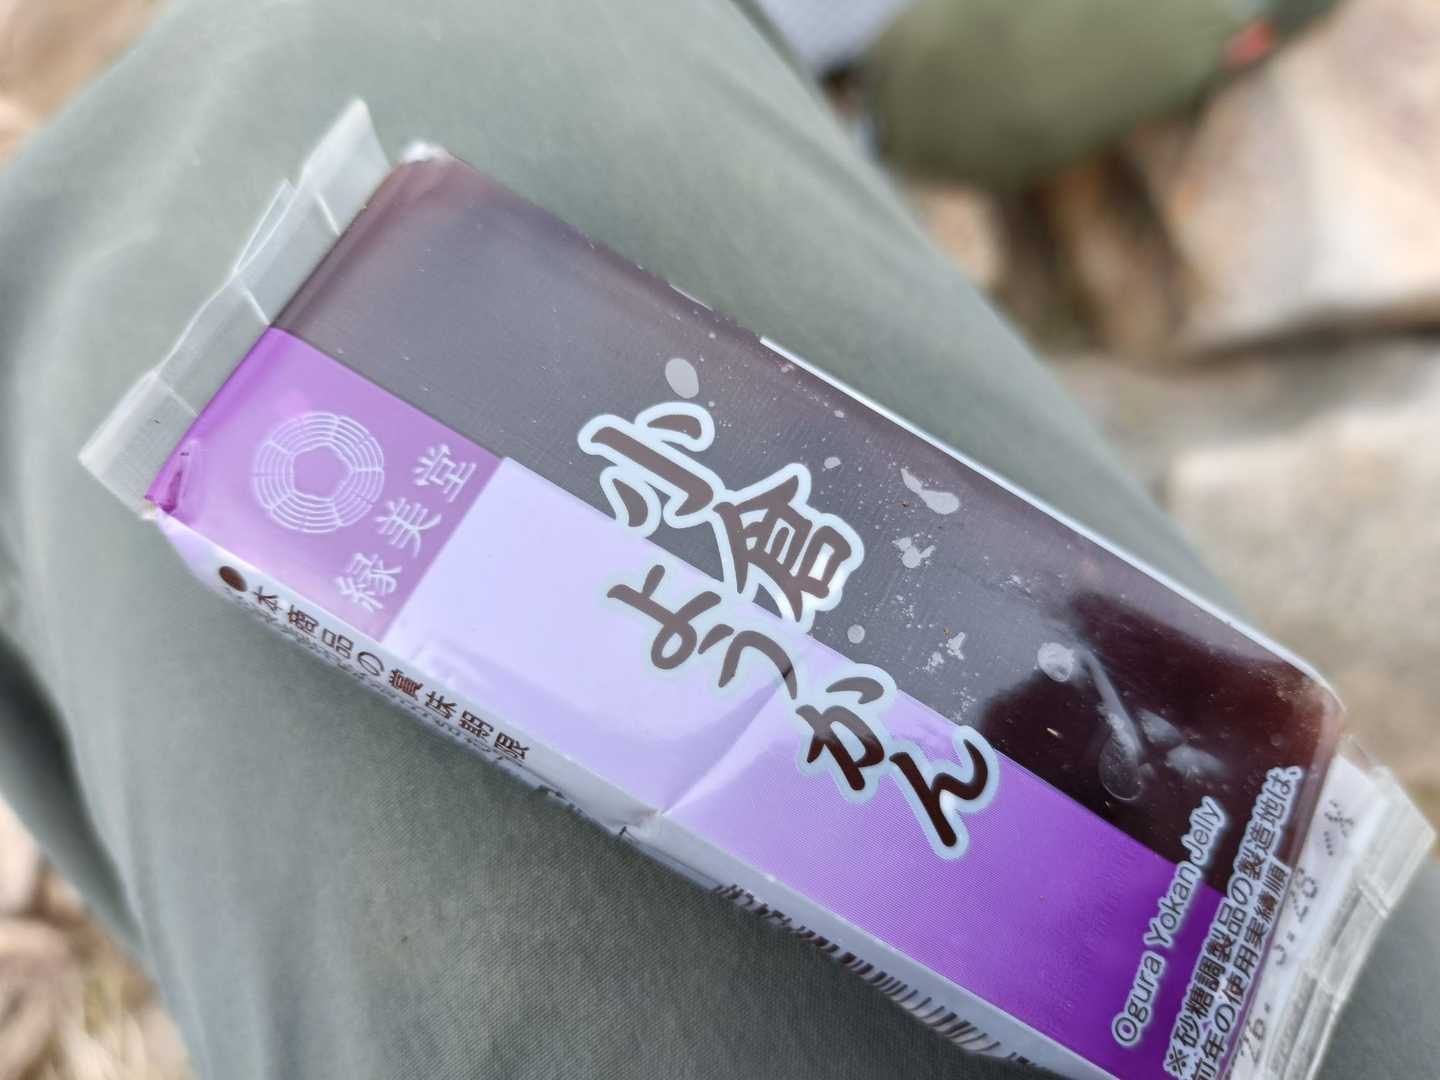 緑美堂
小倉
ようかん
Ogura Yokan Jelly
※砂糖調製品の製造地は、
前年の使用実績順
●本商品の賞味期限